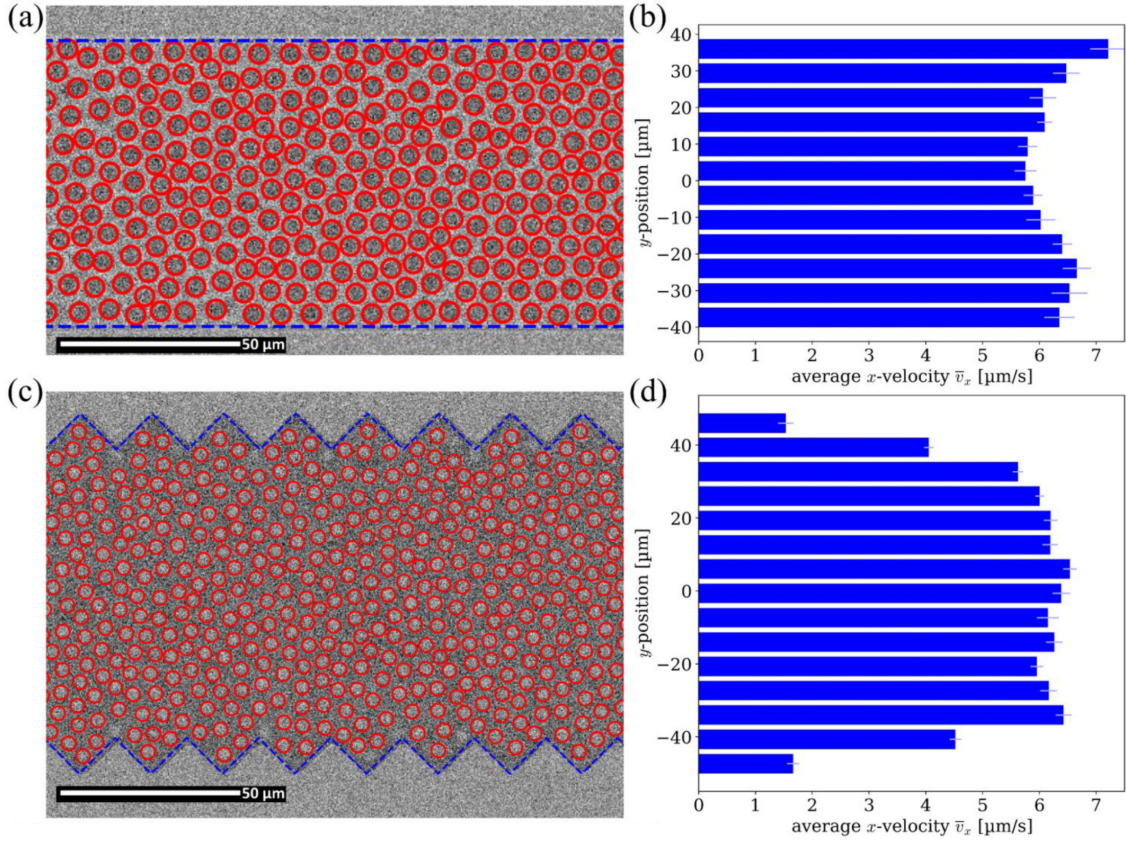 (a)
50 µm
(b)
40
30
20
10
0
−10
−20
−30
−40
y-position [µm]
0 1 2 3 4 5 6 7
average x-velocity v̅ₓ [µm/s]
(c)
50 µm
(d)
40
20
0
−20
−40
y-position [µm]
0 1 2 3 4 5 6 7
average x-velocity v̅ₓ [µm/s]